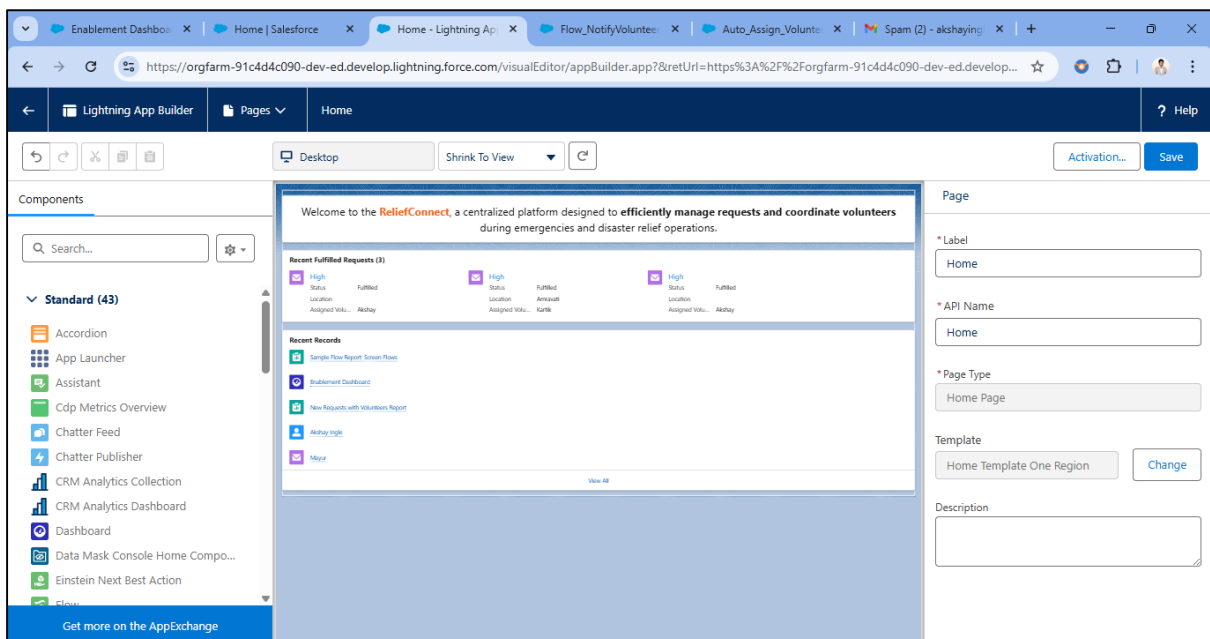 Enablement Dashboa
Home | Salesforce
Home - Lightning Ap
Flow_NotifyVolunteer
Auto_Assign_Volunte
Spam (2) - akshayingl
https://orgfarm-91c4d4c090-dev-ed.develop.lightning.force.com/visualEditor/appBuilder.app?&retUrl=https%3A%2F%2Forgfarm-91c4d4c090-dev-ed.develop...
Lightning App Builder
Pages
Home
? Help
Desktop
Shrink To View
Activation...
Save
Components
Search...
Standard (43)
Accordion
App Launcher
Assistant
Cdp Metrics Overview
Chatter Feed
Chatter Publisher
CRM Analytics Collection
CRM Analytics Dashboard
Dashboard
Data Mask Console Home Compo...
Einstein Next Best Action
Flow
Get more on the AppExchange
Welcome to the ReliefConnect, a centralized platform designed to efficiently manage requests and coordinate volunteers
during emergencies and disaster relief operations.
Recent Fulfilled Requests (3)
High
Status Fulfilled
Location
Assigned Volu... Akshay
High
Status Fulfilled
Location Amravati
Assigned Volu... Kartik
High
Status Fulfilled
Location
Assigned Volu... Akshay
Recent Records
Sample Flow Report: Screen Flows
Enablement Dashboard
New Requests with Volunteers Report
Akshay Ingle
Mayur
View All
Page
*Label
Home
*API Name
Home
*Page Type
Home Page
Template
Home Template One Region
Change
Description